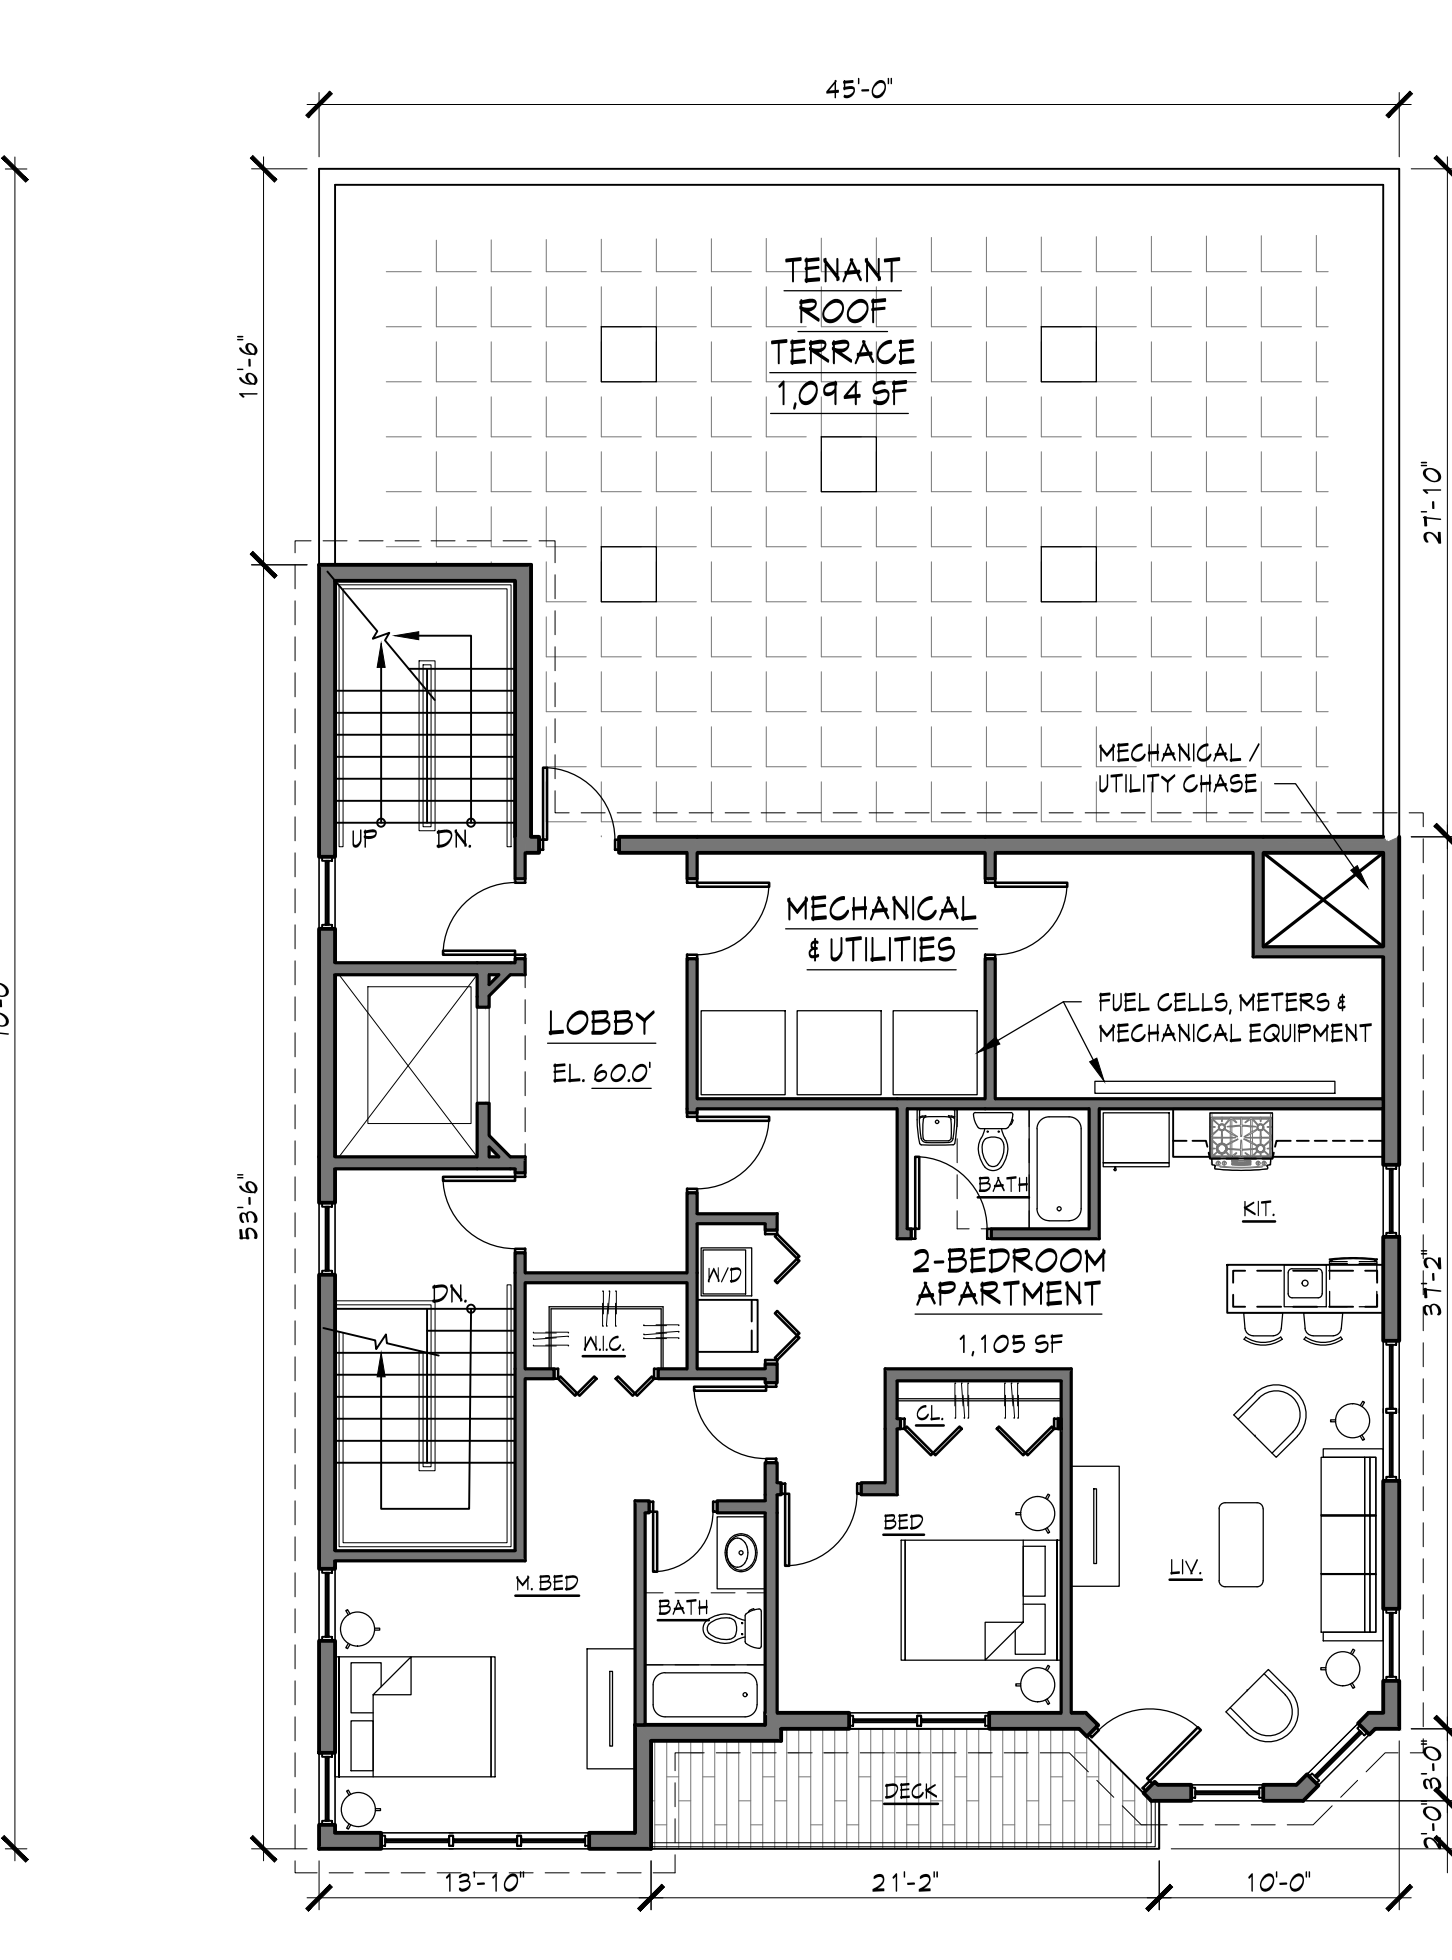 45'-0"
TENANT
ROOF
TERRACE
1,094 SF
16'-6"
27'-10"
MECHANICAL /
UTILITY CHASE
UP
DN.
MECHANICAL
& UTILITIES
LOBBY
EL. 60.0'
FUEL CELLS, METERS &
MECHANICAL EQUIPMENT
BATH
KIT.
53'-6"
2-BEDROOM
APARTMENT
1,105 SF
37'-2"
W/D
DN.
W.I.C.
CL.
BED
M. BED
BATH
LIV.
DECK
3'-0"
2'-0"
13'-10"
21'-2"
10'-0"